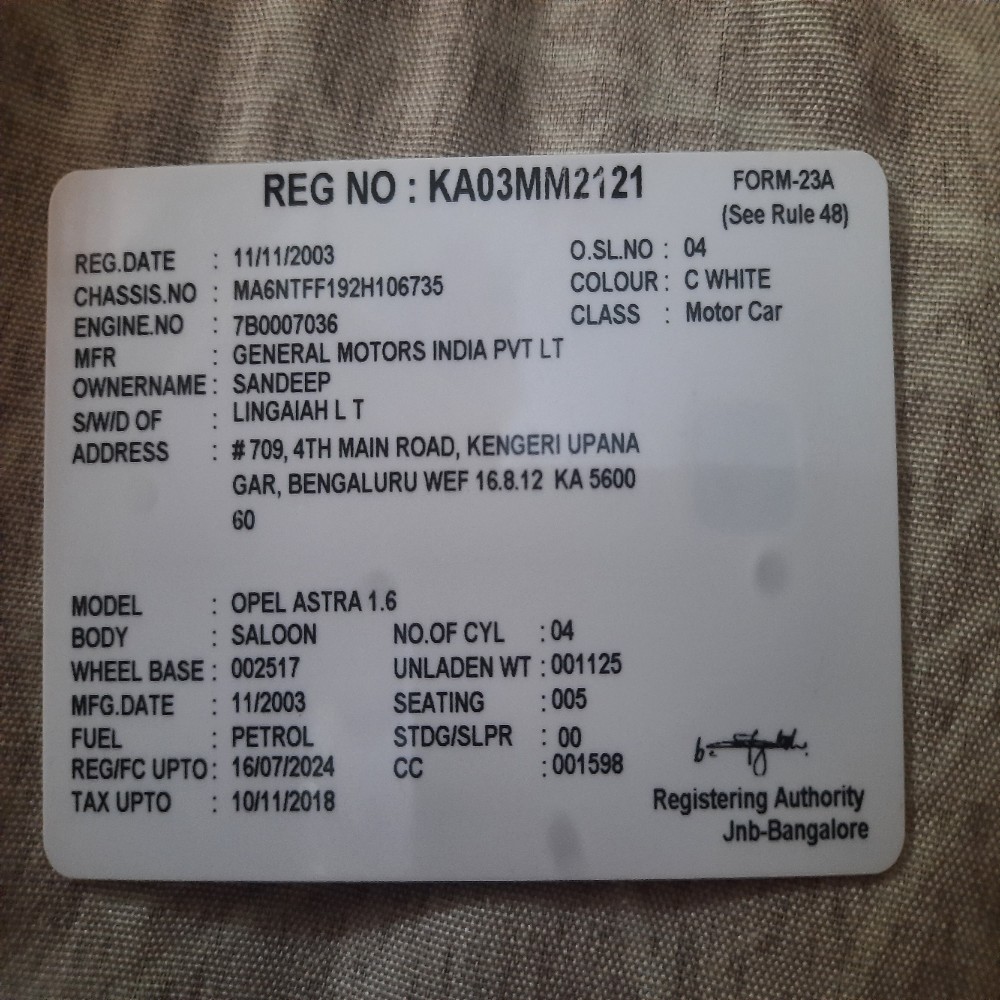 REG NO : KA03MM2121
FORM-23A
(See Rule 48)
REG.DATE : 11/11/2003
O.SL.NO : 04
CHASSIS.NO : MA6NTFF192H106735
COLOUR : C WHITE
ENGINE.NO : 7B0007036
CLASS : Motor Car
MFR : GENERAL MOTORS INDIA PVT LT
OWNERNAME : SANDEEP
S/W/D OF : LINGAIAH L T
ADDRESS : # 709, 4TH MAIN ROAD, KENGERI UPANA
GAR, BENGALURU WEF 16.8.12 KA 5600
60
MODEL : OPEL ASTRA 1.6
BODY : SALOON NO.OF CYL : 04
WHEEL BASE : 002517 UNLADEN WT : 001125
MFG.DATE : 11/2003 SEATING : 005
FUEL : PETROL STDG/SLPR : 00
REG/FC UPTO : 16/07/2024 CC : 001598
TAX UPTO : 10/11/2018
Registering Authority
Jnb-Bangalore